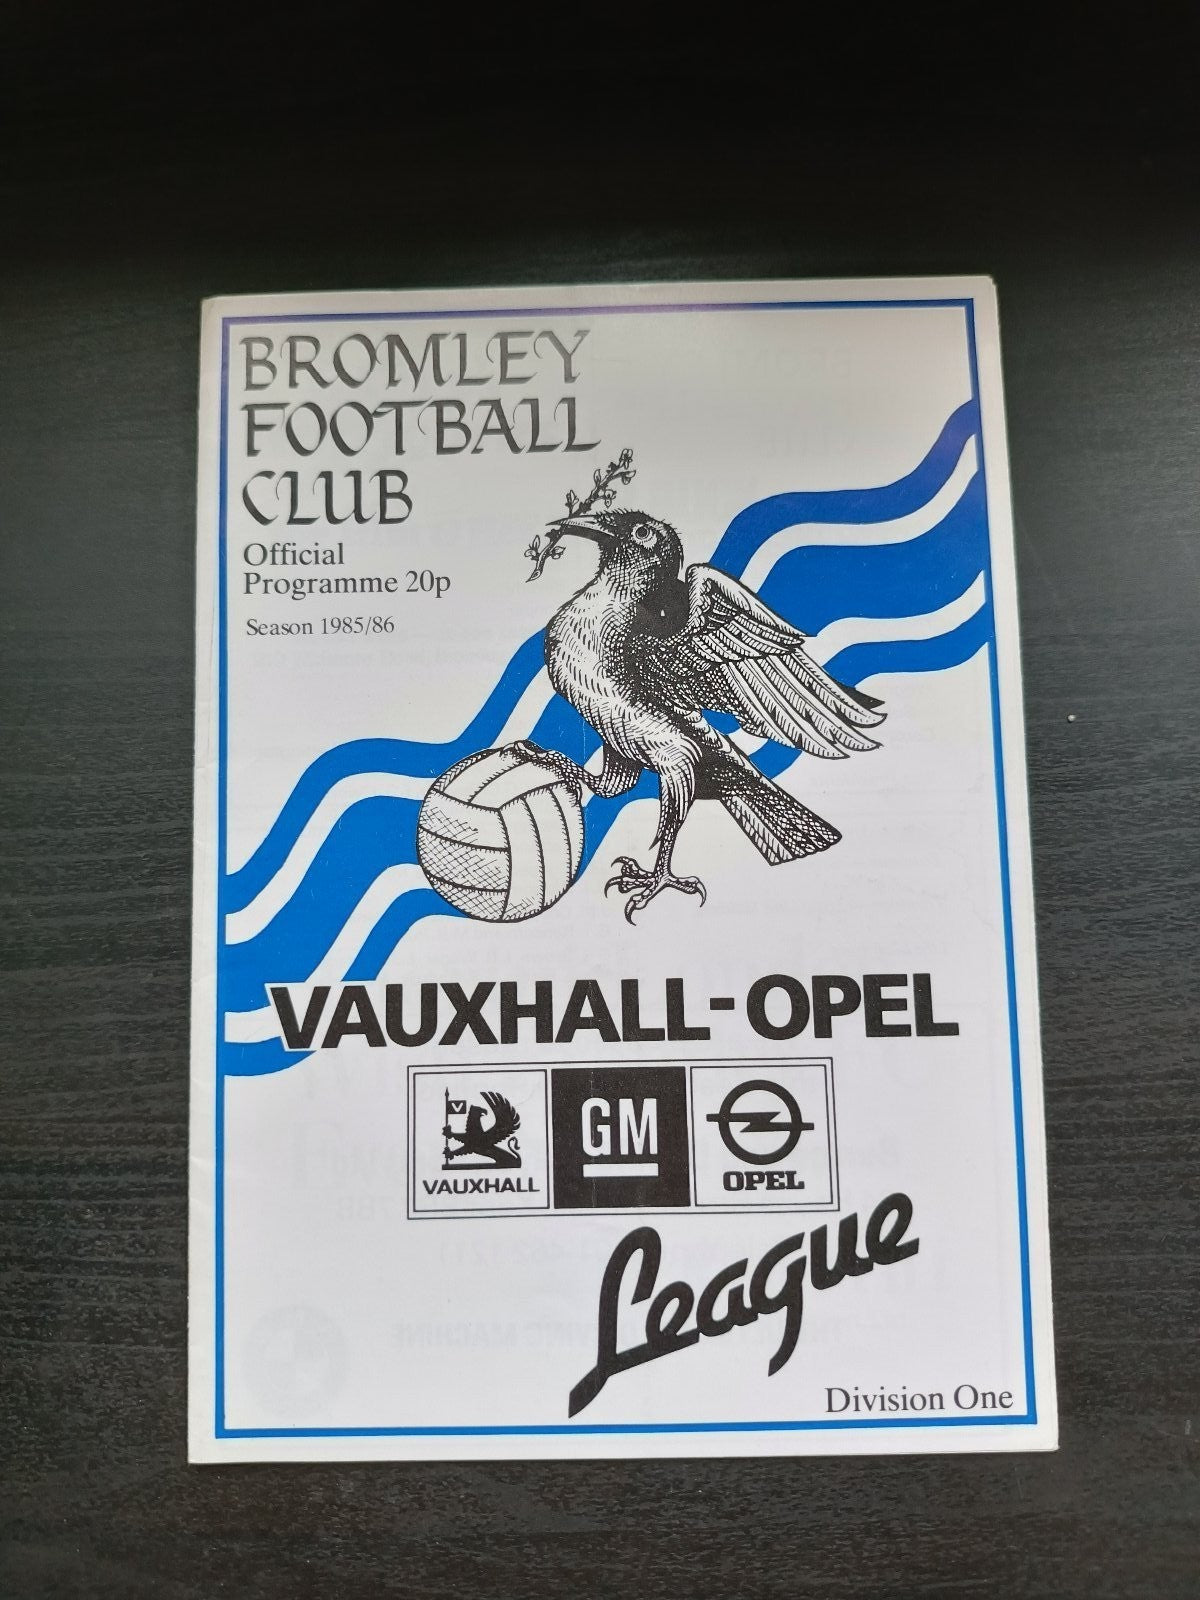 BROMLEY
FOOTBALL
CLUB
Official
Programme 20p
Season 1985/86
VAUXHALL-OPEL
V
VAUXHALL
GM
OPEL
League
Division One